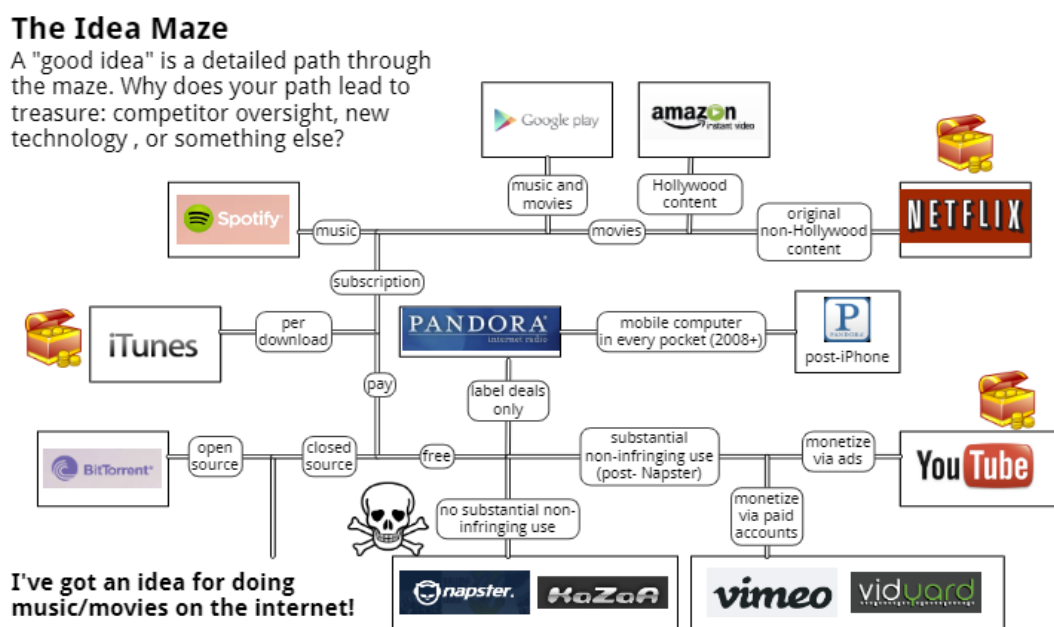 The Idea Maze
A "good idea" is a detailed path through
the maze. Why does your path lead to
treasure: competitor oversight, new
technology , or something else?
Google play
amazon
instant video
music and
movies
Hollywood
content
Spotify
music
movies
original
non-Hollywood
content
NETFLIX
subscription
iTunes
per
download
PANDORA
internet radio
mobile computer
in every pocket (2008+)
P
PANDORA
post-iPhone
pay
label deals
only
BitTorrent
open
source
closed
source
free
substantial
non-infringing use
(post- Napster)
monetize
via ads
YouTube
no substantial non-
infringing use
monetize
via paid
accounts
I've got an idea for doing
music/movies on the internet!
napster.
KaZaA
vimeo
vidyard